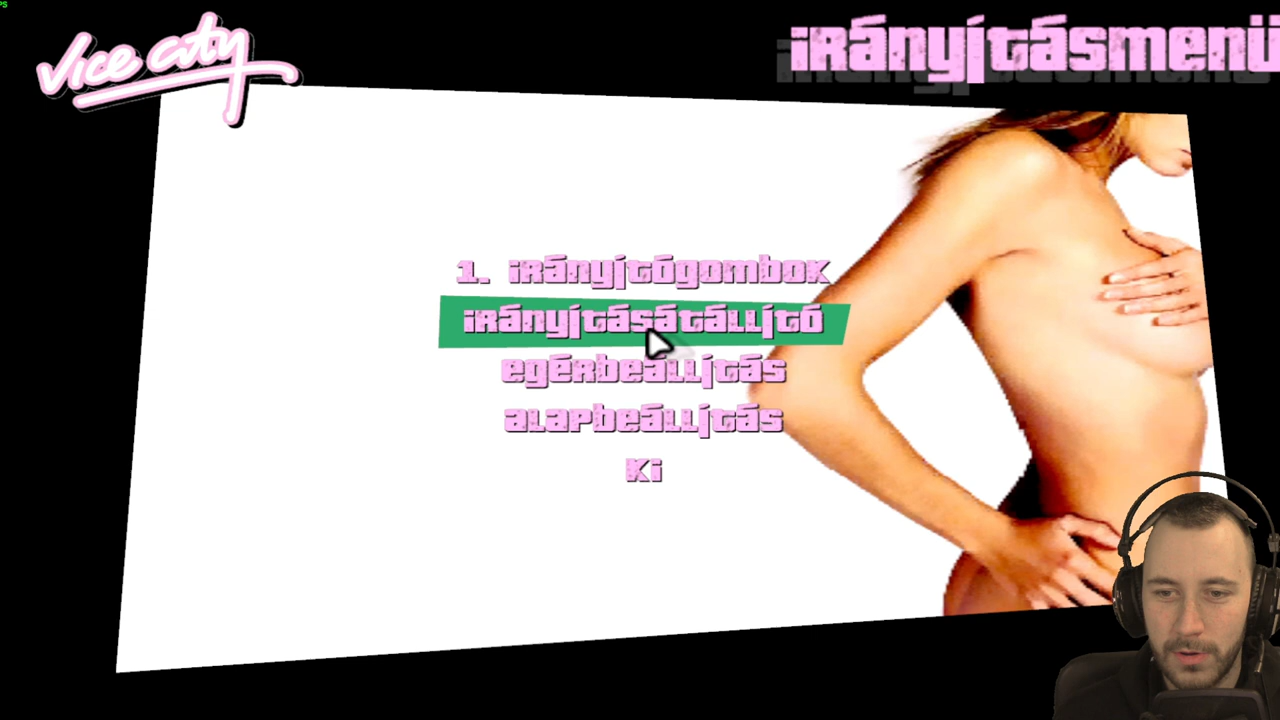 vice city
irányításmenü
1. irányítógombok
irányításátállító
egérbeállítás
alapbeállítás
ki